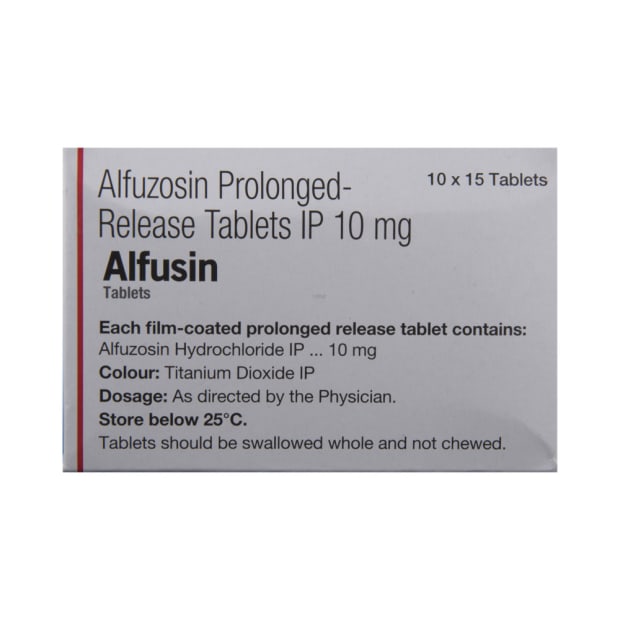 Alfuzosin Prolonged-
Release Tablets IP 10 mg
10 x 15 Tablets
Alfusin
Tablets
Each film-coated prolonged release tablet contains:
Alfuzosin Hydrochloride IP ... 10 mg
Colour: Titanium Dioxide IP
Dosage: As directed by the Physician.
Store below 25°C.
Tablets should be swallowed whole and not chewed.